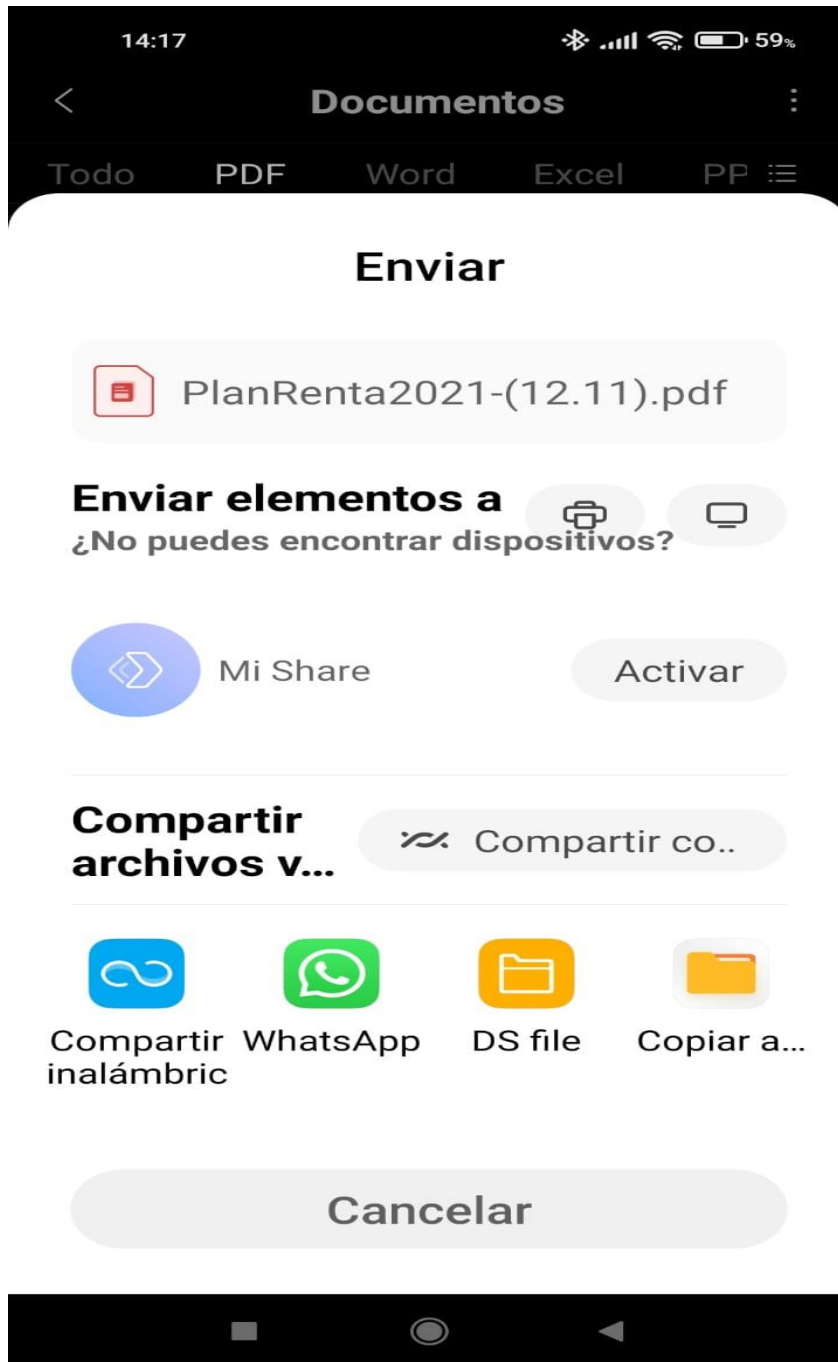 14:17
59%
Documentos
Todo PDF Word Excel PP
Enviar
PlanRenta2021-(12.11).pdf
Enviar elementos a
¿No puedes encontrar dispositivos?
Mi Share
Activar
Compartir
archivos v...
Compartir co..
Compartir
inalámbric
WhatsApp
DS file
Copiar a...
Cancelar